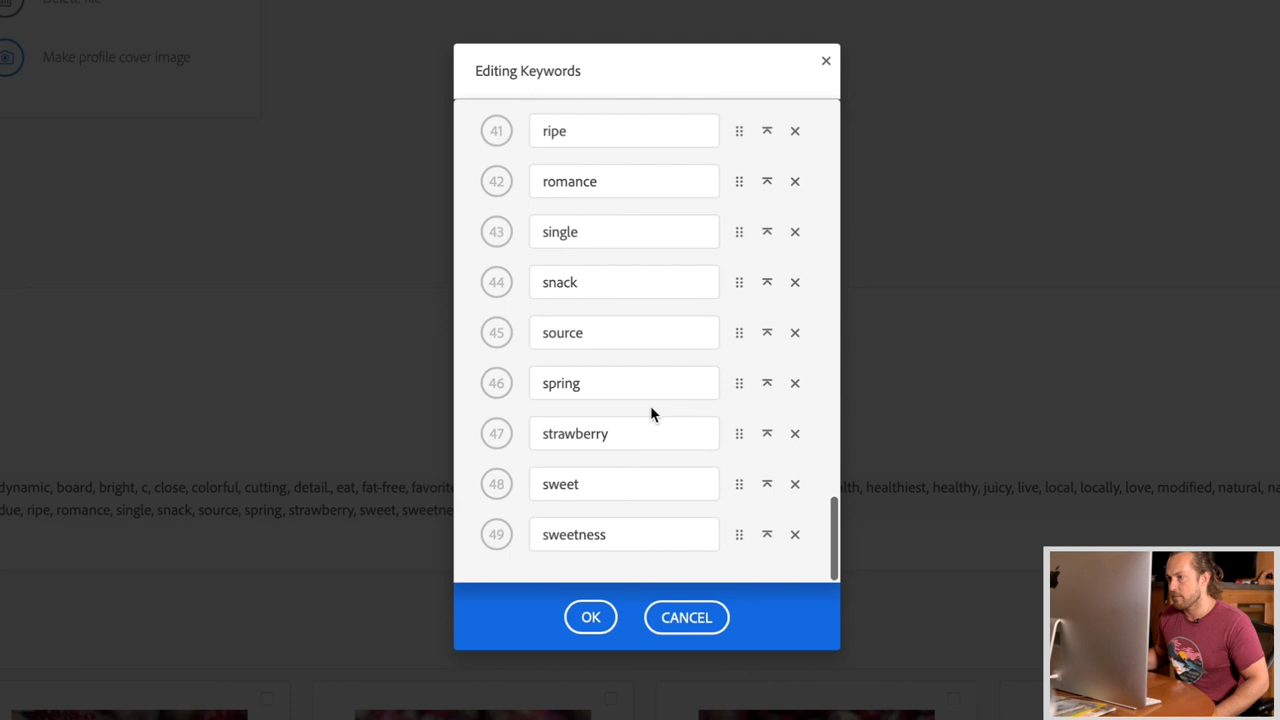 Delete file
Make profile cover image
Editing Keywords
41 ripe
42 romance
43 single
44 snack
45 source
46 spring
47 strawberry
48 sweet
49 sweetness
dynamic, board, bright, c, close, colorful, cutting, detail., eat, fat-free, favorit
lth, healthiest, healthy, juicy, live, local, locally, love, modified, natural, n
due, ripe, romance, single, snack, source, spring, strawberry, sweet, sweetne
OK
CANCEL